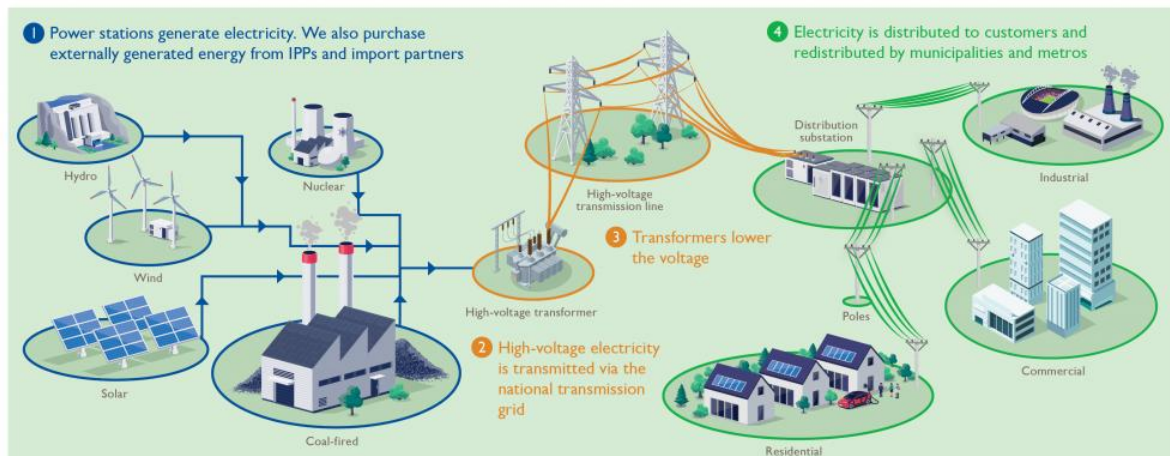 1 Power stations generate electricity. We also purchase
externally generated energy from IPPs and import partners
Hydro
Nuclear
Wind
Solar
Coal-fired
High-voltage transformer
2 High-voltage electricity
is transmitted via the
national transmission
grid
High-voltage
transmission line
3 Transformers lower
the voltage
4 Electricity is distributed to customers and
redistributed by municipalities and metros
Distribution
substation
Industrial
Poles
Commercial
Residential